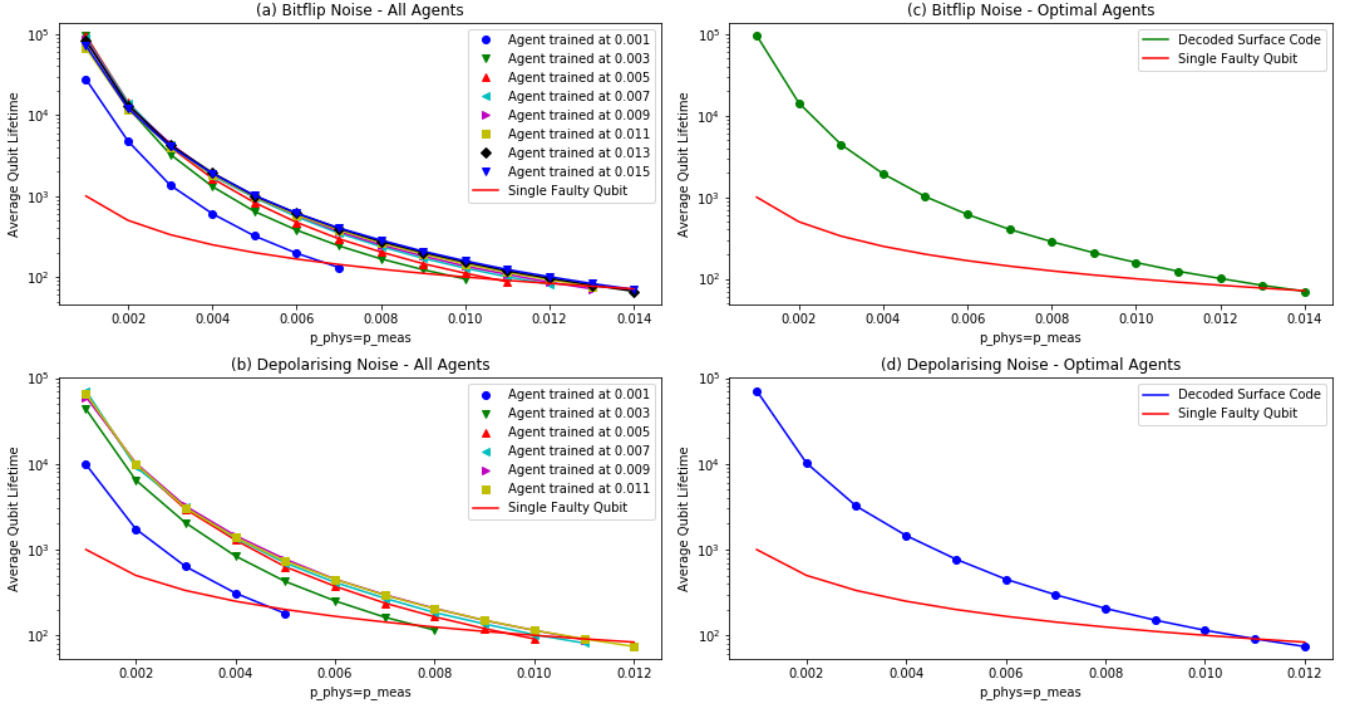 (a) Bitflip Noise - All Agents
Average Qubit Lifetime
10^5
10^4
10^3
10^2
Agent trained at 0.001
Agent trained at 0.003
Agent trained at 0.005
Agent trained at 0.007
Agent trained at 0.009
Agent trained at 0.011
Agent trained at 0.013
Agent trained at 0.015
Single Faulty Qubit
0.002 0.004 0.006 0.008 0.010 0.012 0.014
p_phys=p_meas
(c) Bitflip Noise - Optimal Agents
Average Qubit Lifetime
10^5
10^4
10^3
10^2
Decoded Surface Code
Single Faulty Qubit
0.002 0.004 0.006 0.008 0.010 0.012 0.014
p_phys=p_meas
(b) Depolarising Noise - All Agents
Average Qubit Lifetime
10^5
10^4
10^3
10^2
Agent trained at 0.001
Agent trained at 0.003
Agent trained at 0.005
Agent trained at 0.007
Agent trained at 0.009
Agent trained at 0.011
Single Faulty Qubit
0.002 0.004 0.006 0.008 0.010 0.012
p_phys=p_meas
(d) Depolarising Noise - Optimal Agents
Average Qubit Lifetime
10^5
10^4
10^3
10^2
Decoded Surface Code
Single Faulty Qubit
0.002 0.004 0.006 0.008 0.010 0.012
p_phys=p_meas